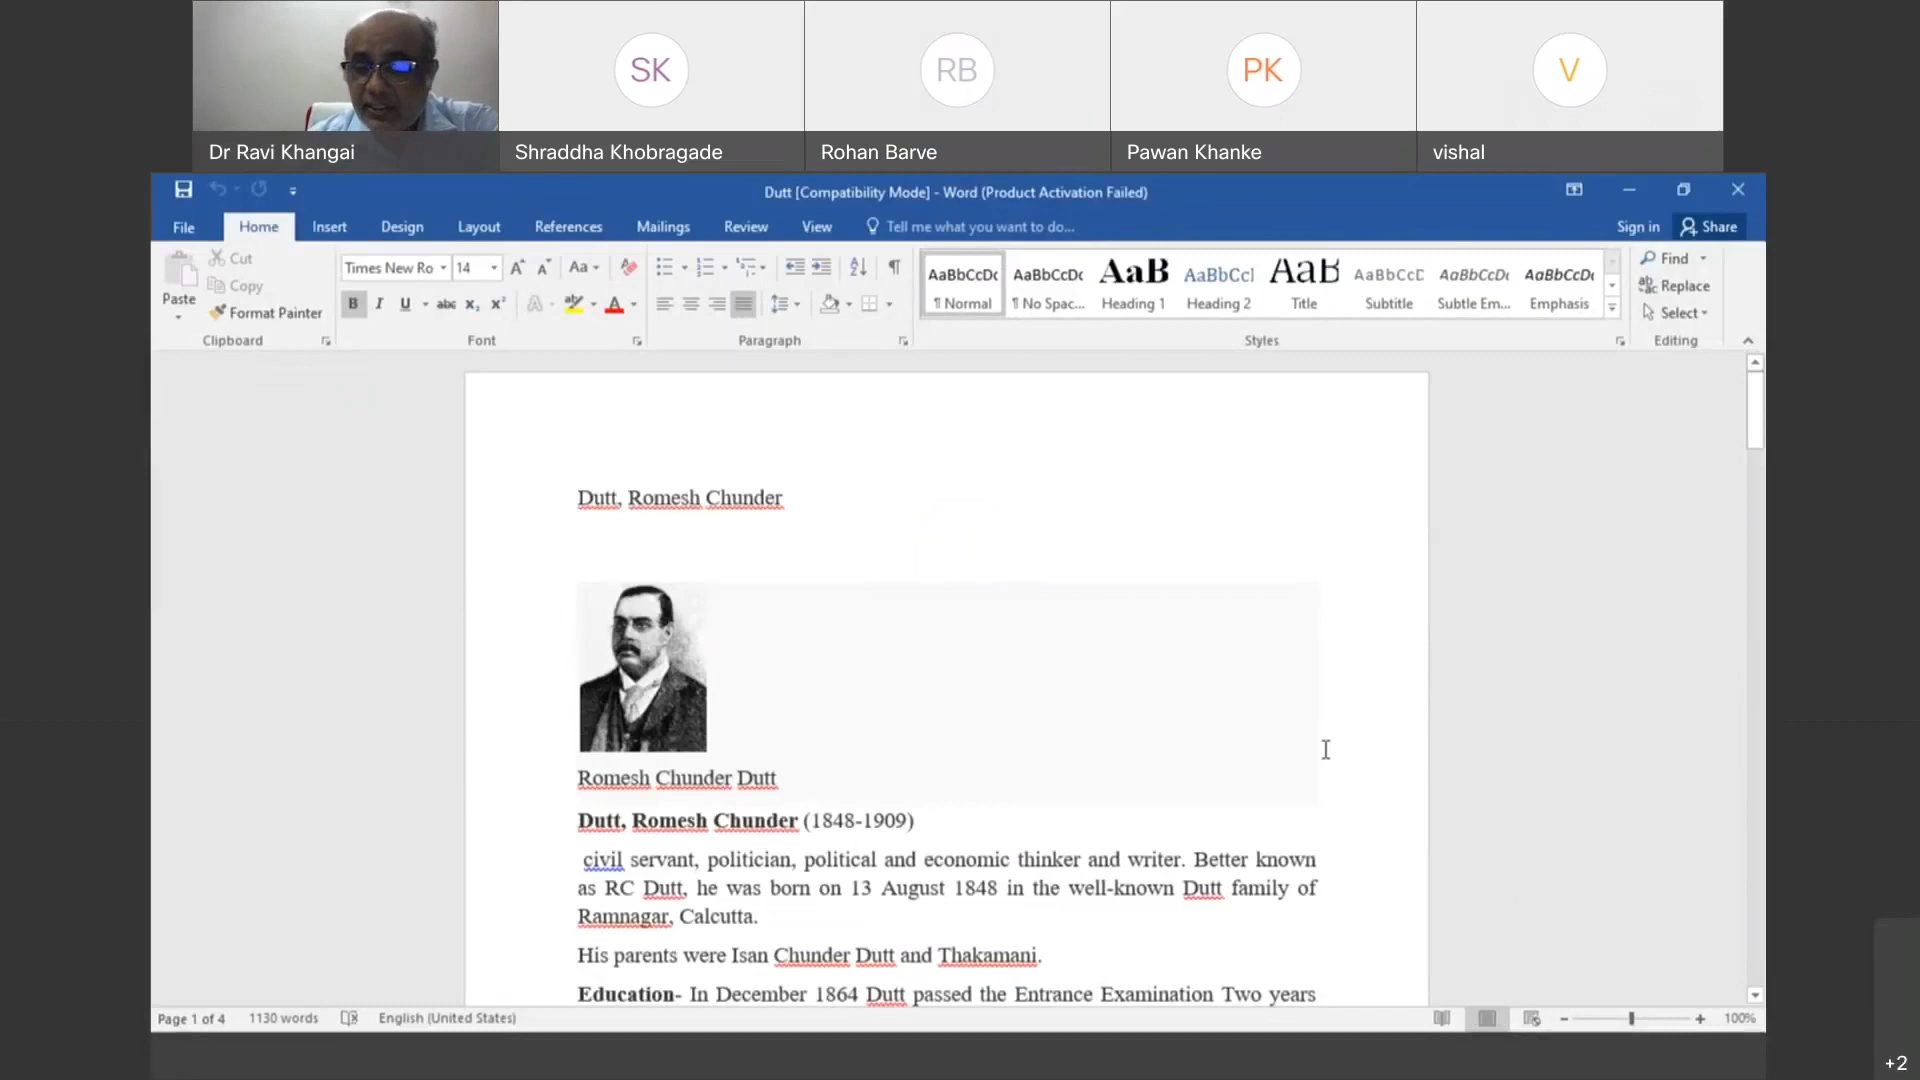 SK
RB
PK
V
Dr Ravi Khangai
Shraddha Khobragade
Rohan Barve
Pawan Khanke
vishal
Dutt [Compatibility Mode] - Word (Product Activation Failed)
File
Home
Insert
Design
Layout
References
Mailings
Review
View
Tell me what you want to do...
Sign in
Share
Paste
Cut
Copy
Format Painter
Clipboard
Times New Ro
14
Font
Paragraph
AaBbCcDc
¶ Normal
AaBbCcDc
¶ No Spac...
AaB
Heading 1
AaBbCcl
Heading 2
AaB
Title
AaBbCcD
Subtitle
AaBbCcDc
Subtle Em...
AaBbCcDc
Emphasis
Styles
Find
Replace
Select
Editing
Dutt, Romesh Chunder
Romesh Chunder Dutt
Dutt, Romesh Chunder (1848-1909)
civil servant, politician, political and economic thinker and writer. Better known
as RC Dutt, he was born on 13 August 1848 in the well-known Dutt family of
Ramnagar, Calcutta.
His parents were Isan Chunder Dutt and Thakamani.
Education- In December 1864 Dutt passed the Entrance Examination Two years
Page 1 of 4
1130 words
English (United States)
100%
+2